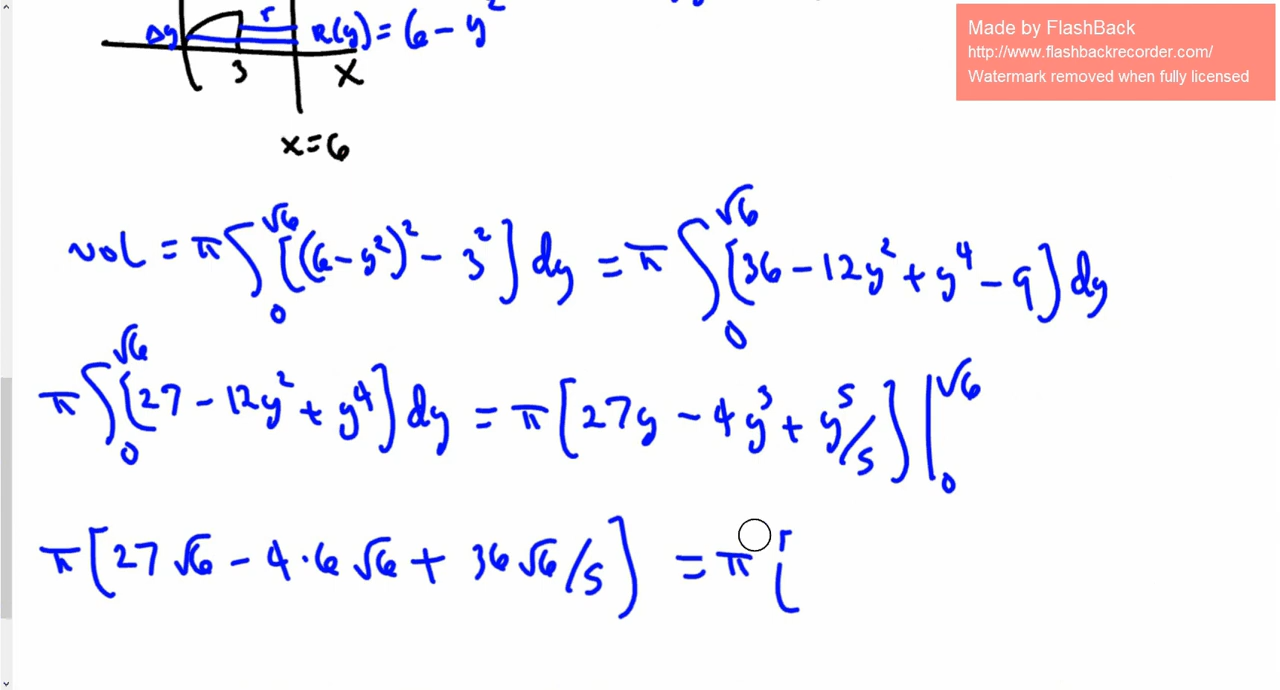 Made by FlashBack
http://www.flashbackrecorder.com/
Watermark removed when fully licensed
Δy r R(y) = 6 - y²
3 x
x=6
vol = π∫₀^√6 [(6-y²)² - 3²] dy = π∫₀^√6 [36 - 12y² + y⁴ - 9] dy
π∫₀^√6 [27 - 12y² + y⁴] dy = π[27y - 4y³ + y⁵/5]|₀^√6
π[27√6 - 4·6√6 + 36√6/5] = π[